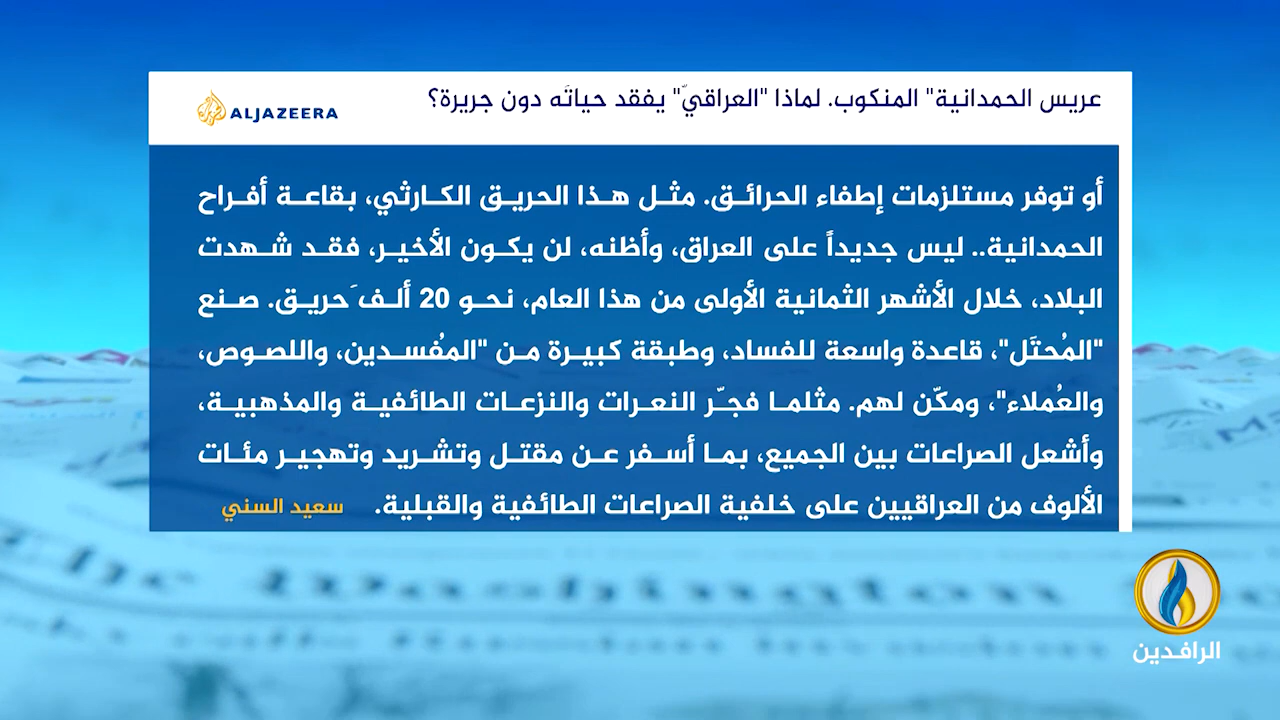 عريس الحمدانية" المنكوب. لماذا "العراقيّ" يفقد حياتَه دون جريرة؟
ALJAZEERA
أو توفر مستلزمات إطفاء الحرائق. مثل هذا الحريق الكارثي، بقاعة أفراح
الحمدانية.. ليس جديداً على العراق، وأظنه، لن يكون الأخير، فقد شهدت
البلاد، خلال الأشهر الثمانية الأولى من هذا العام، نحو 20 ألف َحريق. صنع
"المُحتَل"، قاعدة واسعة للفساد، وطبقة كبيرة من "المفُسدين، واللصوص،
والعُملاء"، ومكّن لهم. مثلما فجّر النعرات والنزعات الطائفية والمذهبية،
وأشعل الصراعات بين الجميع، بما أسفر عن مقتل وتشريد وتهجير مئات
الألوف من العراقيين على خلفية الصراعات الطائفية والقبلية.
سعيد السني
الرافدين